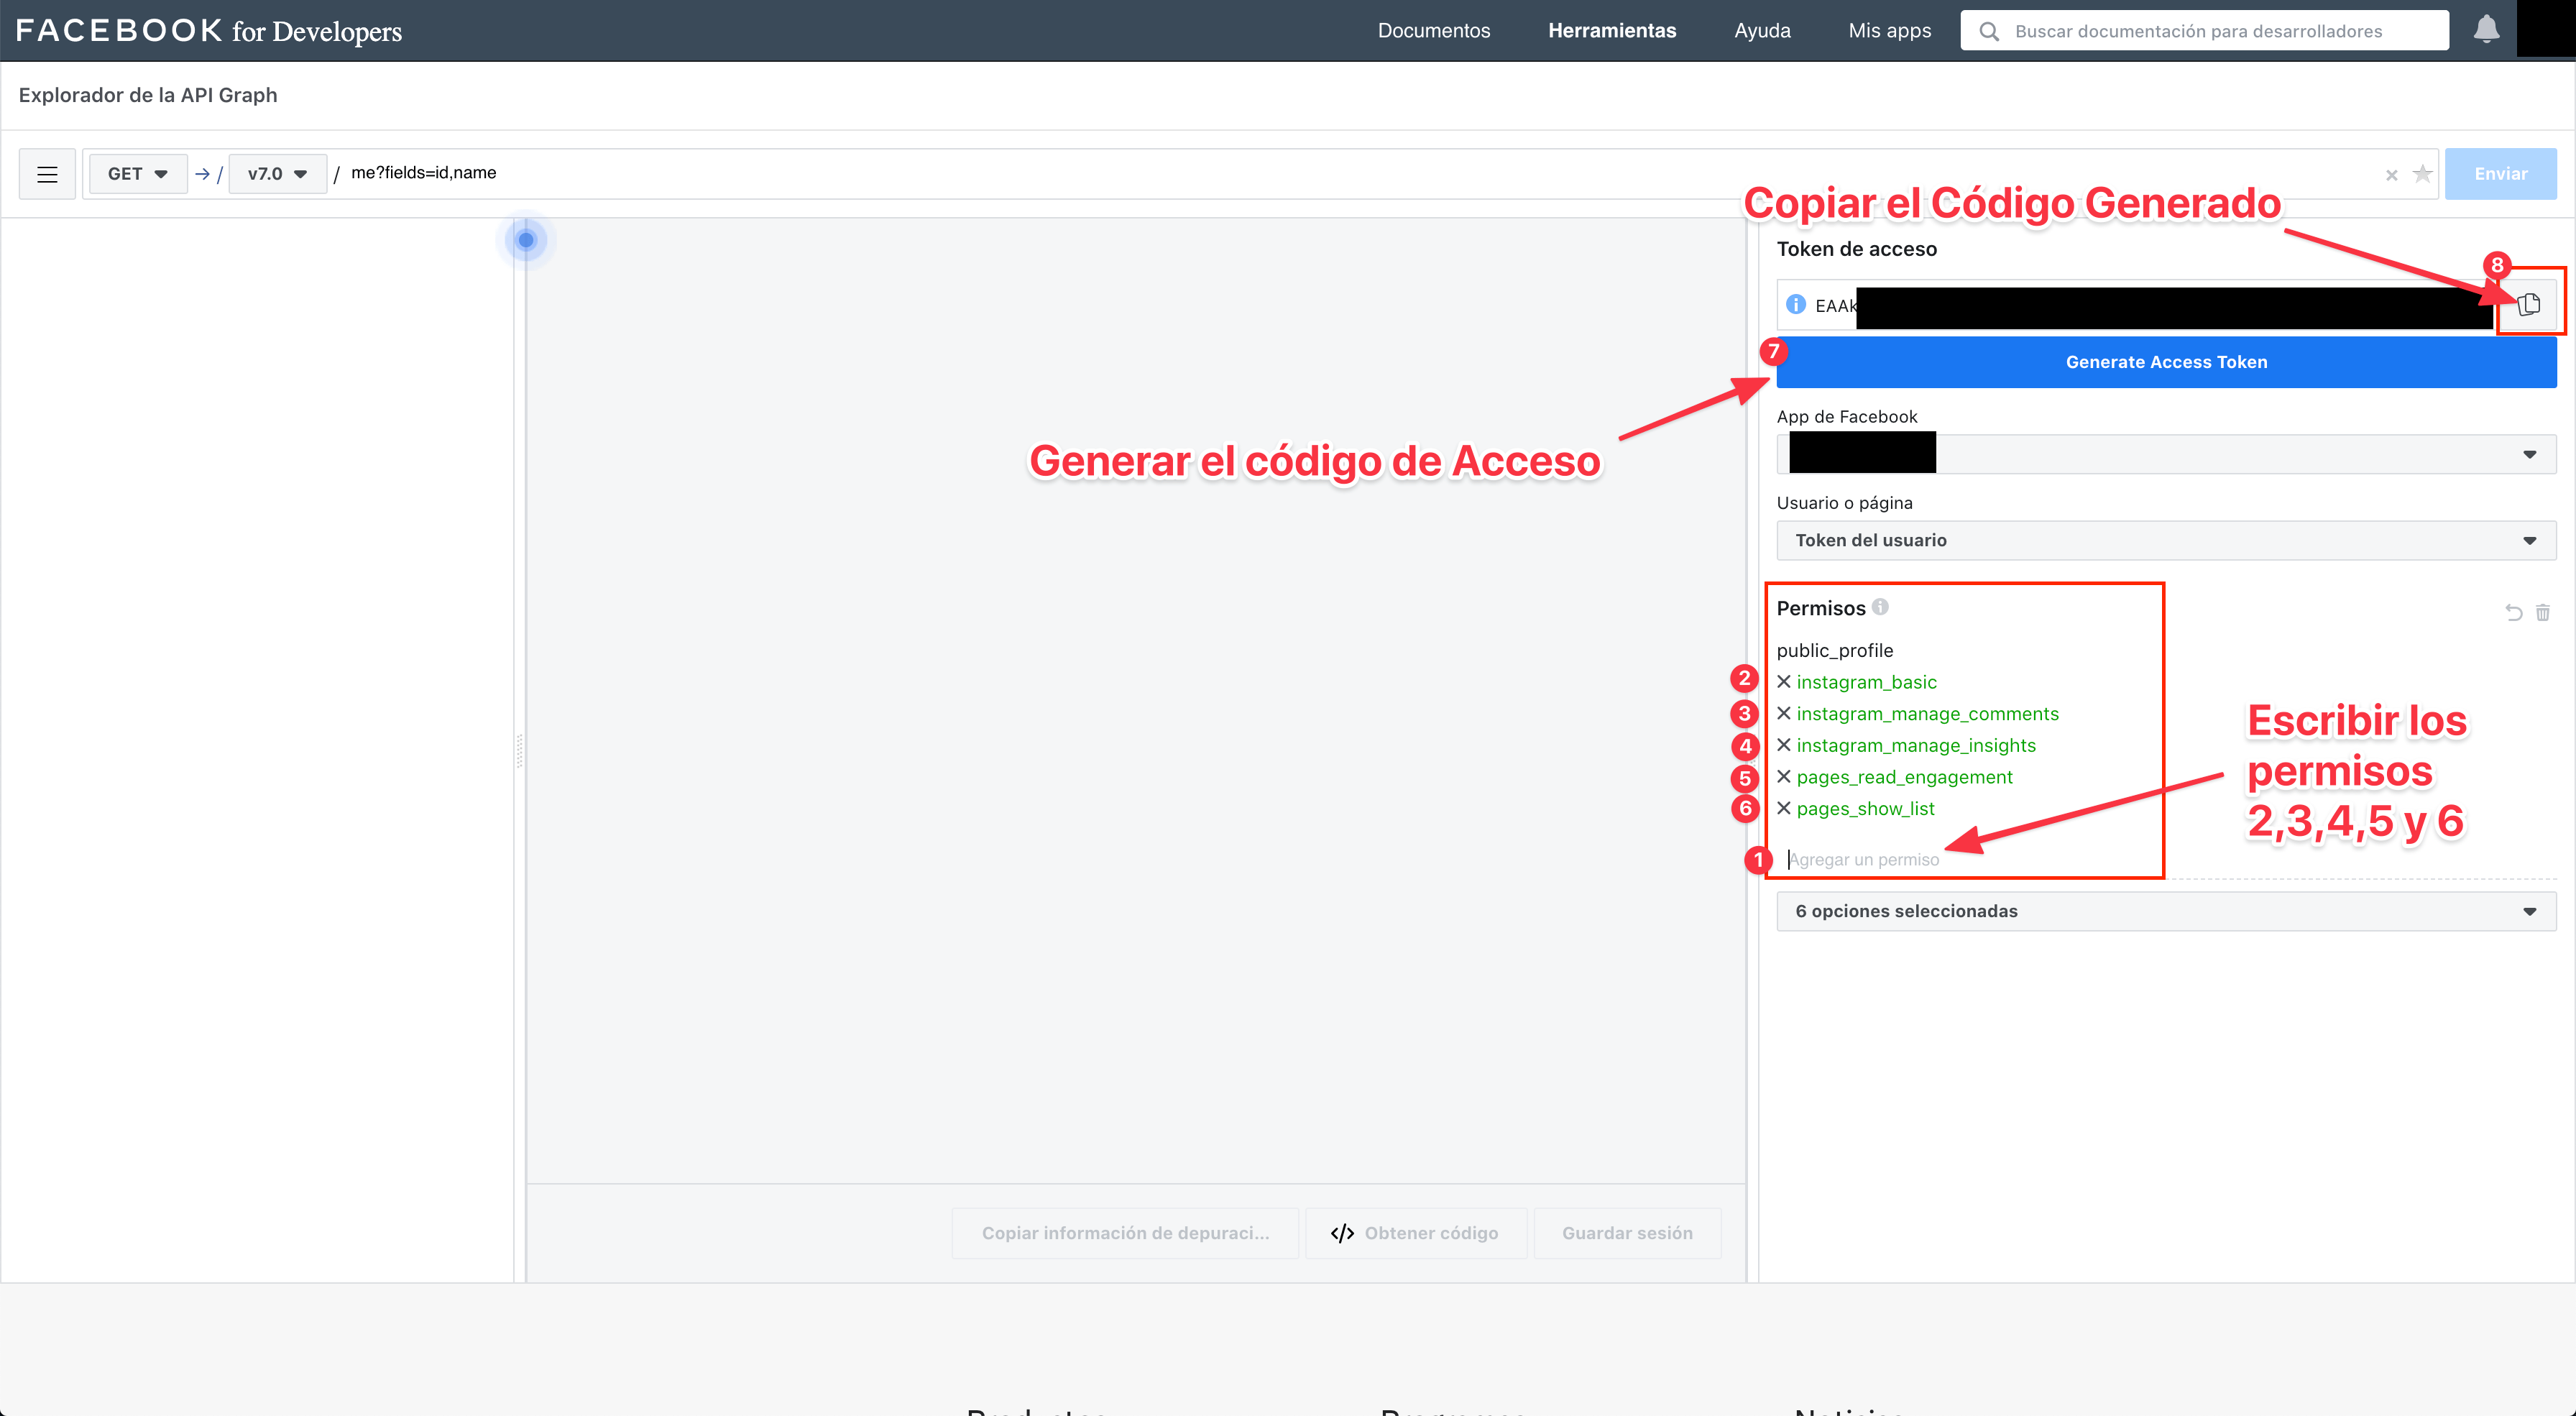 FACEBOOK for Developers
Documentos
Herramientas
Ayuda
Mis apps
Buscar documentación para desarrolladores
Explorador de la API Graph
GET
→ /
v7.0
/
me?fields=id,name
Enviar
Copiar el Código Generado
Token de acceso
8
EAAk
7
Generate Access Token
App de Facebook
Generar el código de Acceso
Usuario o página
Token del usuario
Permisos
public_profile
2 instagram_basic
3 instagram_manage_comments
4 instagram_manage_insights
5 pages_read_engagement
6 pages_show_list
Escribir los
permisos
2,3,4,5 y 6
1 Agregar un permiso
6 opciones seleccionadas
Copiar información de depuraci...
</> Obtener código
Guardar sesión